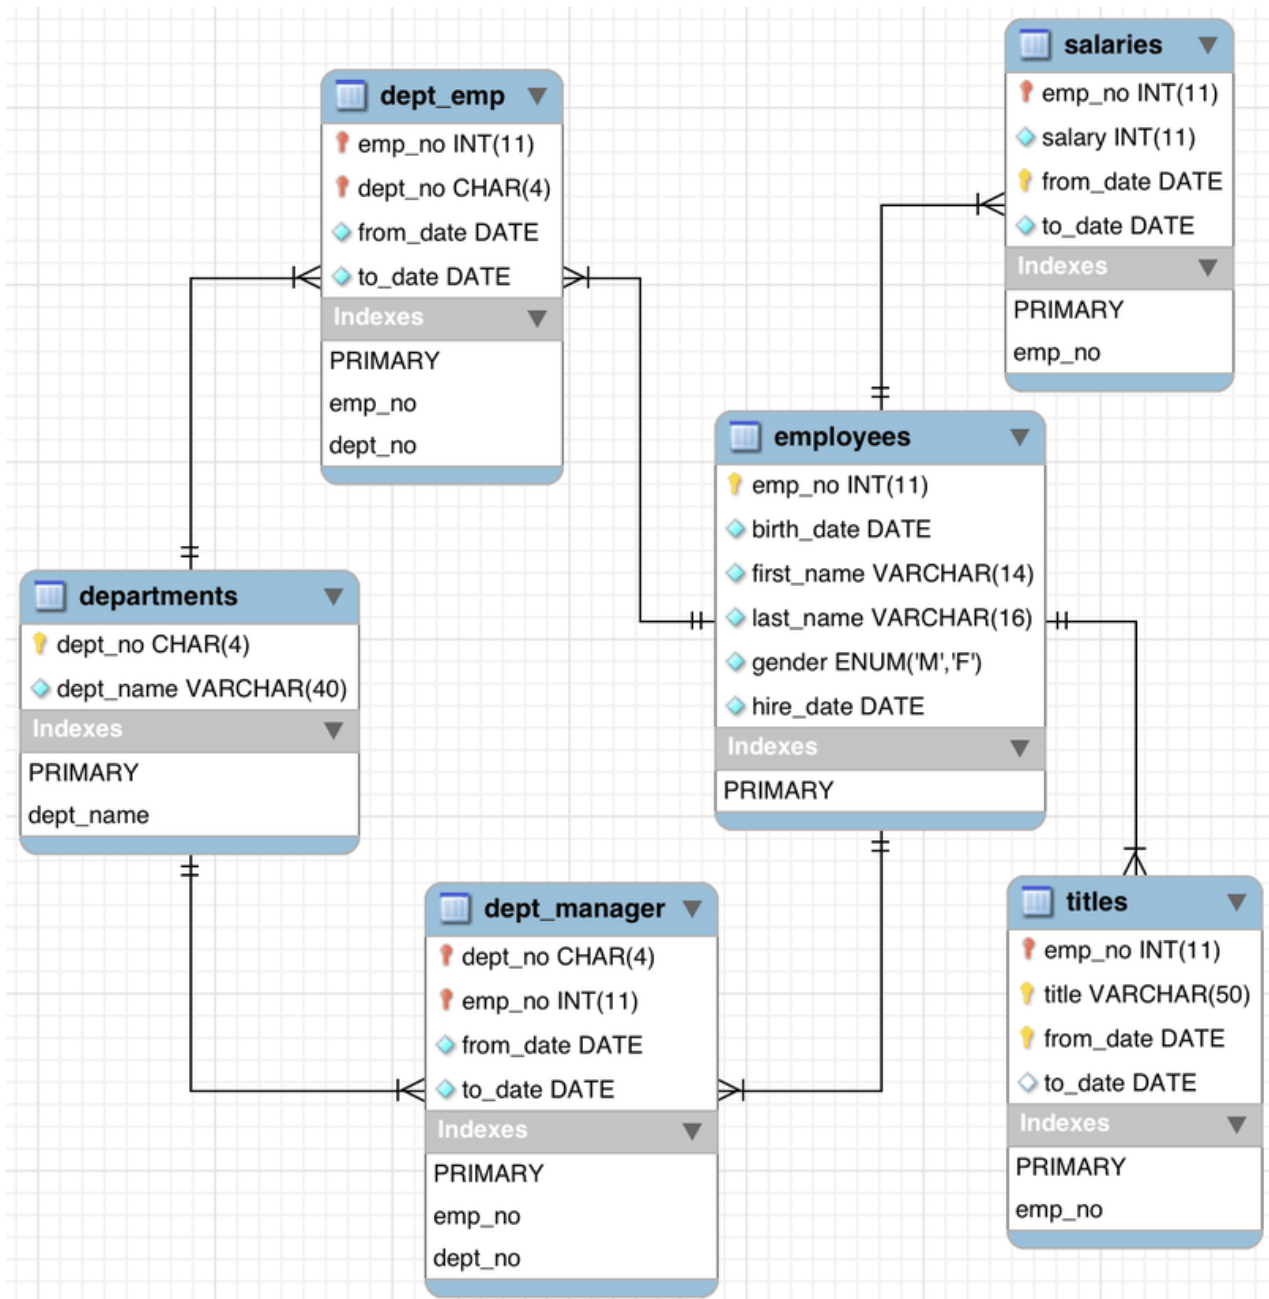 salaries
emp_no INT(11)
salary INT(11)
from_date DATE
to_date DATE
Indexes
PRIMARY
emp_no
dept_emp
emp_no INT(11)
dept_no CHAR(4)
from_date DATE
to_date DATE
Indexes
PRIMARY
emp_no
dept_no
employees
emp_no INT(11)
birth_date DATE
first_name VARCHAR(14)
last_name VARCHAR(16)
gender ENUM('M','F')
hire_date DATE
Indexes
PRIMARY
departments
dept_no CHAR(4)
dept_name VARCHAR(40)
Indexes
PRIMARY
dept_name
dept_manager
dept_no CHAR(4)
emp_no INT(11)
from_date DATE
to_date DATE
Indexes
PRIMARY
emp_no
dept_no
titles
emp_no INT(11)
title VARCHAR(50)
from_date DATE
to_date DATE
Indexes
PRIMARY
emp_no